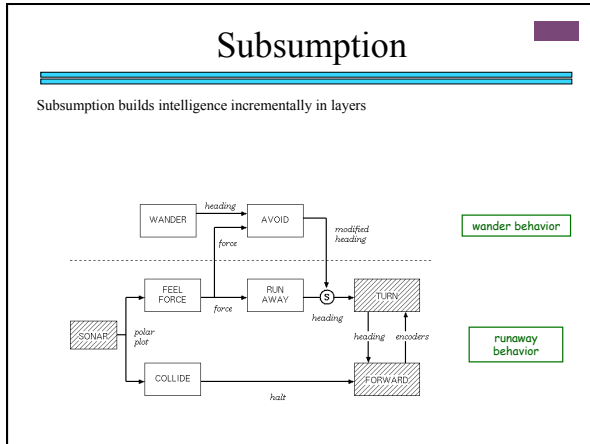 Subsumption
Subsumption builds intelligence incrementally in layers
heading
WANDER
AVOID
wander behavior
force
modified
heading
FEEL
FORCE
RUN
AWAY
S
TURN
force
heading
SONAR
polar
plot
heading
encoders
runaway
behavior
COLLIDE
FORWARD
halt